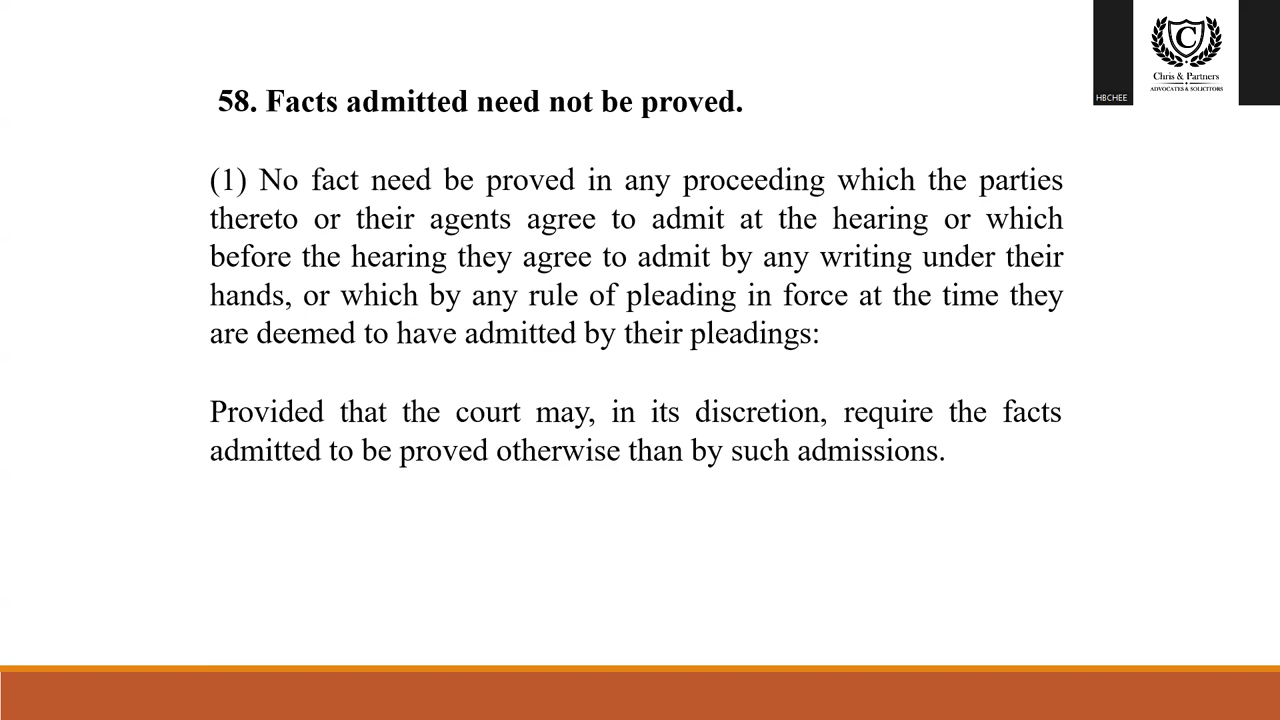 C
Chris & Partners
ADVOCATES & SOLICITORS
HBCHEE
58. Facts admitted need not be proved.
(1) No fact need be proved in any proceeding which the parties
thereto or their agents agree to admit at the hearing or which
before the hearing they agree to admit by any writing under their
hands, or which by any rule of pleading in force at the time they
are deemed to have admitted by their pleadings:
Provided that the court may, in its discretion, require the facts
admitted to be proved otherwise than by such admissions.